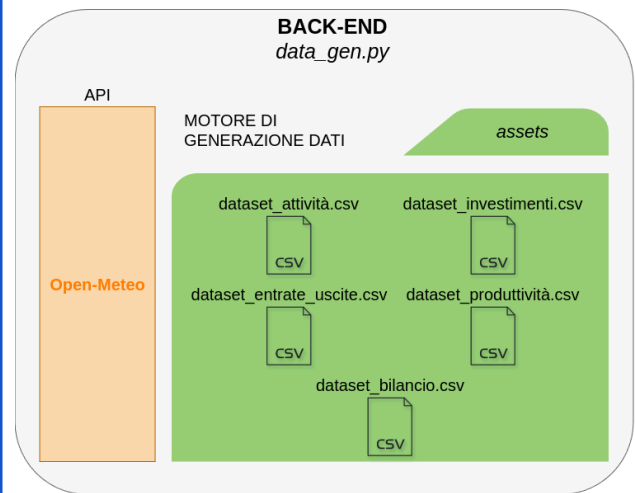 BACK-END
data_gen.py
API
MOTORE DI
GENERAZIONE DATI
assets
Open-Meteo
dataset_attività.csv
dataset_investimenti.csv
CSV
CSV
dataset_entrate_uscite.csv
dataset_produttività.csv
CSV
CSV
dataset_bilancio.csv
CSV